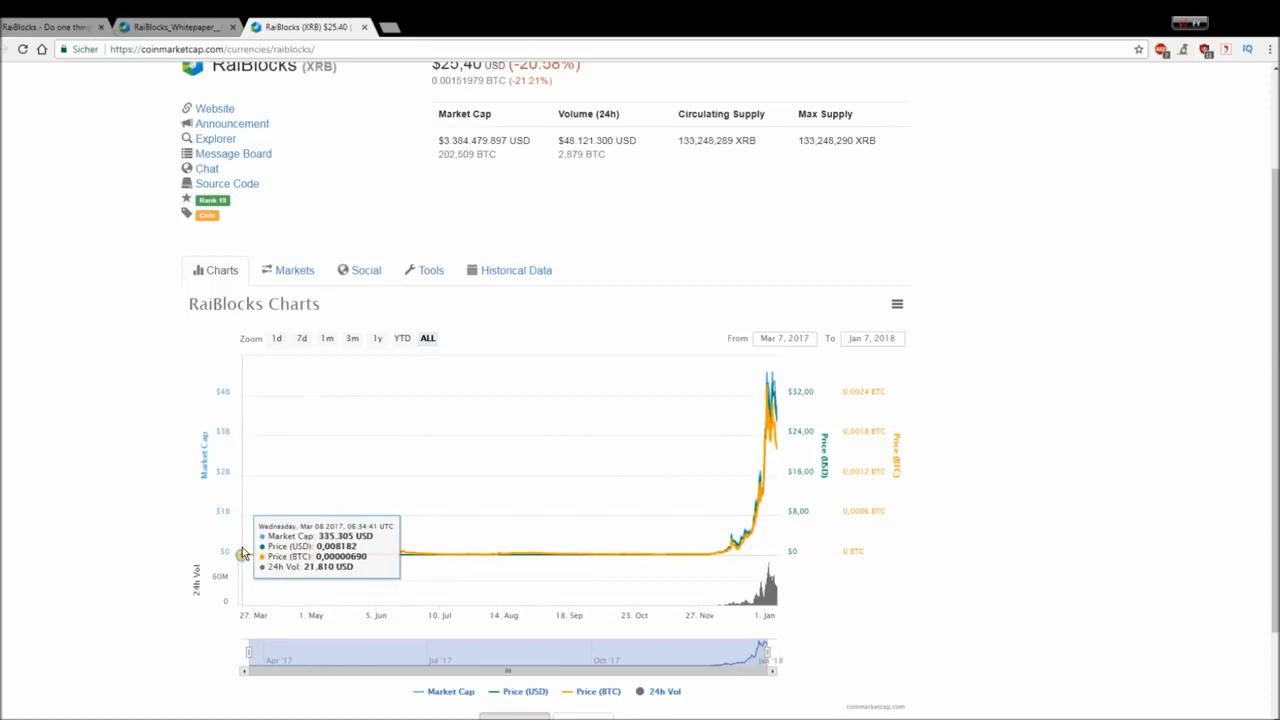 RaiBlocks - Do one thin
RaiBlocks_Whitepaper_
RaiBlocks (XRB) $25.40 |
Sicher
https://coinmarketcap.com/currencies/raiblocks/
RaiBlocks (XRB)
$25,40 USD (-20.58%)
0.00151979 BTC (-21.21%)
Website
Announcement
Explorer
Message Board
Chat
Source Code
Rank 19
Coin
Market Cap Volume (24h) Circulating Supply Max Supply
$3.384.479.897 USD $48.121.300 USD 133,248,289 XRB 133,248,290 XRB
202,509 BTC 2,879 BTC
Charts Markets Social Tools Historical Data
RaiBlocks Charts
Zoom 1d 7d 1m 3m 1y YTD ALL From Mar 7, 2017 To Jan 7, 2018
$4B $32,00 0,0024 BTC
$3B $24,00 0,0018 BTC
$2B $16,00 0,0012 BTC
$1B $8,00 0,0006 BTC
$0 $0 0 BTC
Market Cap
Price (USD)
Price (BTC)
Wednesday, Mar 08 2017, 06:34:41 UTC
Market Cap: 335.305 USD
Price (USD): 0,008182
Price (BTC): 0,00000690
24h Vol: 21.810 USD
24h Vol
60M
0
27. Mar 1. May 5. Jun 10. Jul 14. Aug 18. Sep 23. Oct 27. Nov 1. Jan
Apr '17 Jul '17 Oct '17 Jan '18
Market Cap Price (USD) Price (BTC) 24h Vol
coinmarketcap.com